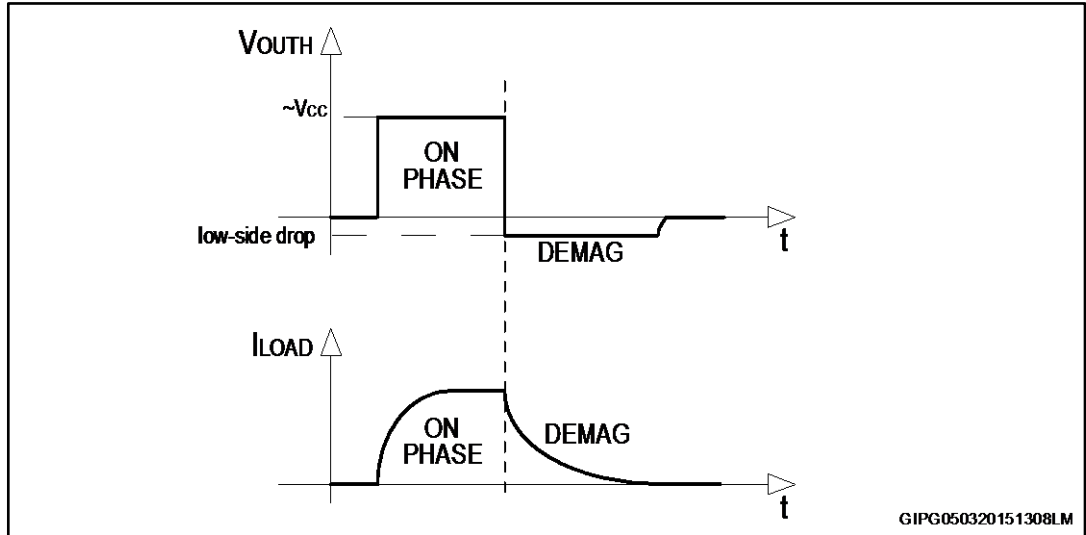 VOUTH
~Vcc
ON
PHASE
low-side drop
DEMAG
t
ILOAD
ON
PHASE
DEMAG
t
GIPG050320151308LM